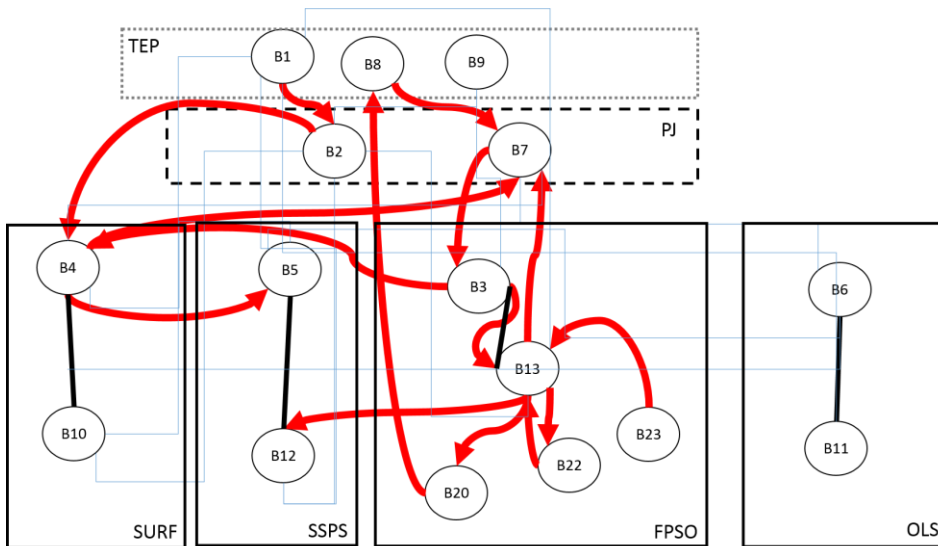 TEP
B1
B8
B9
PJ
B2
B7
B4
B5
B3
B6
B13
B10
B12
B20
B22
B23
B11
SURF
SSPS
FPSO
OLS